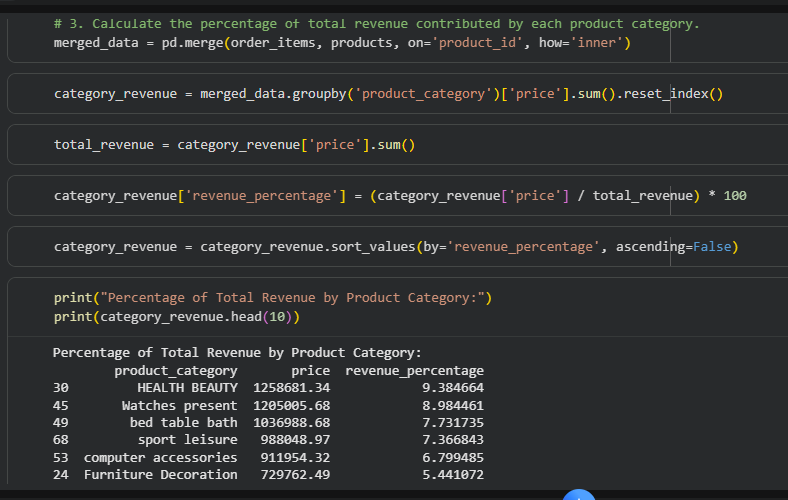 # 3. Calculate the percentage of total revenue contributed by each product category.
merged_data = pd.merge(order_items, products, on='product_id', how='inner')
category_revenue = merged_data.groupby('product_category')['price'].sum().reset_index()
total_revenue = category_revenue['price'].sum()
category_revenue['revenue_percentage'] = (category_revenue['price'] / total_revenue) * 100
category_revenue = category_revenue.sort_values(by='revenue_percentage', ascending=False)
print("Percentage of Total Revenue by Product Category:")
print(category_revenue.head(10))
Percentage of Total Revenue by Product Category:
product_category price revenue_percentage
30 HEALTH BEAUTY 1258681.34 9.384664
45 Watches present 1205005.68 8.984461
49 bed table bath 1036988.68 7.731735
68 sport leisure 988048.97 7.366843
53 computer accessories 911954.32 6.799485
24 Furniture Decoration 729762.49 5.441072